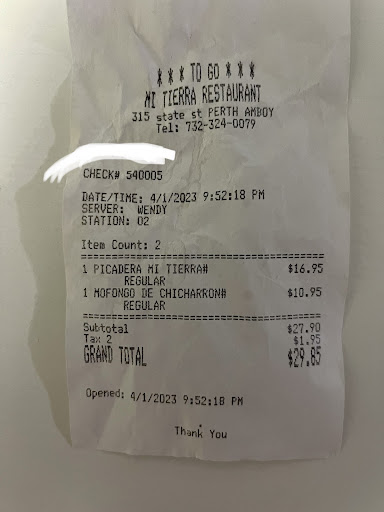 *** TO GO ***
MI TIERRA RESTAURANT
315 state st PERTH AMBOY
Tel: 732-324-0079
CHECK# 540005
DATE/TIME: 4/1/2023 9:52:18 PM
SERVER: WENDY
STATION: 02
Item Count: 2
1 PICADERA MI TIERRA# $16.95
REGULAR
1 MOFONGO DE CHICHARRON# $10.95
REGULAR
Subtotal $27.90
Tax 2 $1.95
GRAND TOTAL $29.85
Opened: 4/1/2023 9:52:18 PM
Thank You